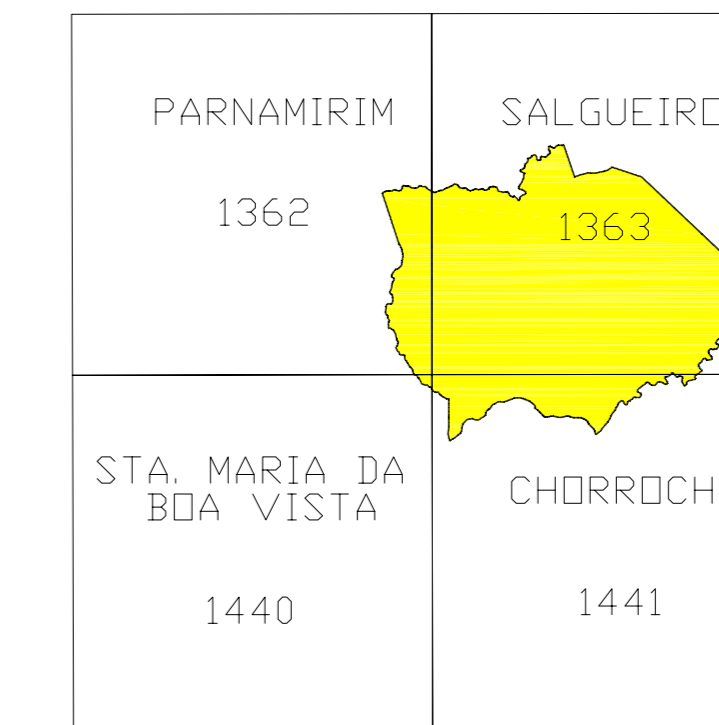 PARNAMIRIM
1362
SALGUEIRO
1363
STA. MARIA DA
BOA VISTA
1440
CHORROCH
1441